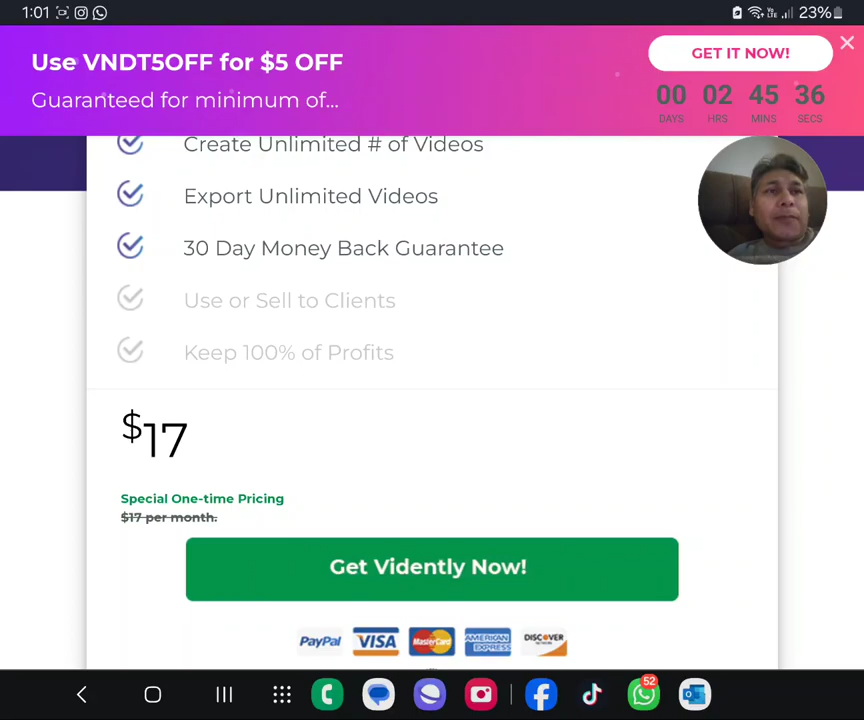 1:01
23%
Use VNDT5OFF for $5 OFF
Guaranteed for minimum of...
GET IT NOW!
00 02 45 36
DAYS HRS MINS SECS
Create Unlimited # of Videos
Export Unlimited Videos
30 Day Money Back Guarantee
Use or Sell to Clients
Keep 100% of Profits
$17
Special One-time Pricing
$17 per month.
Get Vidently Now!
PayPal VISA MasterCard AMERICAN EXPRESS DISCOVER
52